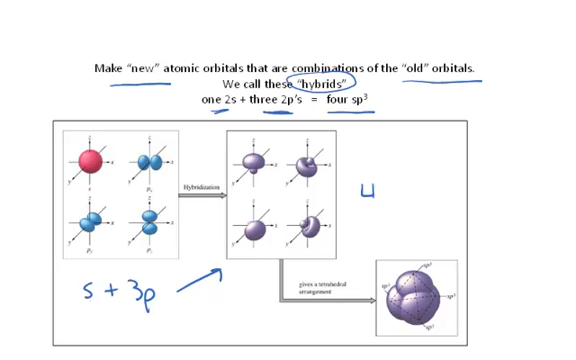 Make "new" atomic orbitals that are combinations of the "old" orbitals.
We call these "hybrids"
one 2s + three 2p's = four sp³
Hybridization
4
s + 3p
gives a tetrahedral
arrangement
sp³
sp³
sp³
sp³